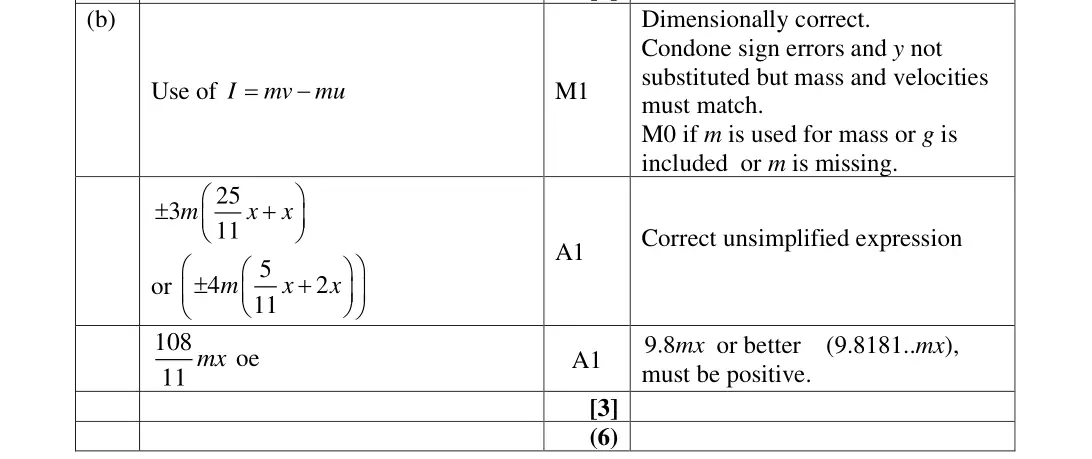 (b)
Use of I = mv − mu
M1
Dimensionally correct.
Condone sign errors and y not
substituted but mass and velocities
must match.
M0 if m is used for mass or g is
included or m is missing.
±3m(25/11 x + x)
or (±4m(5/11 x + 2x))
A1
Correct unsimplified expression
108/11 mx oe
A1
9.8mx or better (9.8181..mx),
must be positive.
[3]
(6)